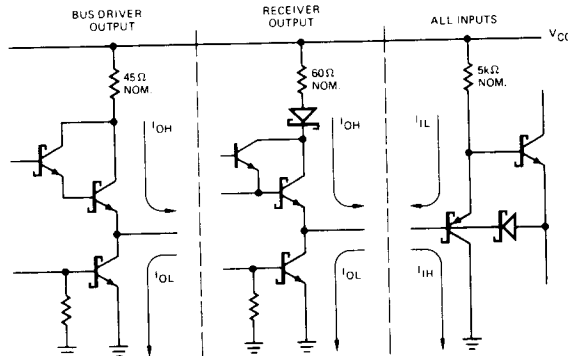 BUS DRIVER
OUTPUT
RECEIVER
OUTPUT
ALL INPUTS
VCC
45Ω
NOM.
60Ω
NOM.
5kΩ
NOM.
IOH
IOH
IIL
IOL
IOL
IIH